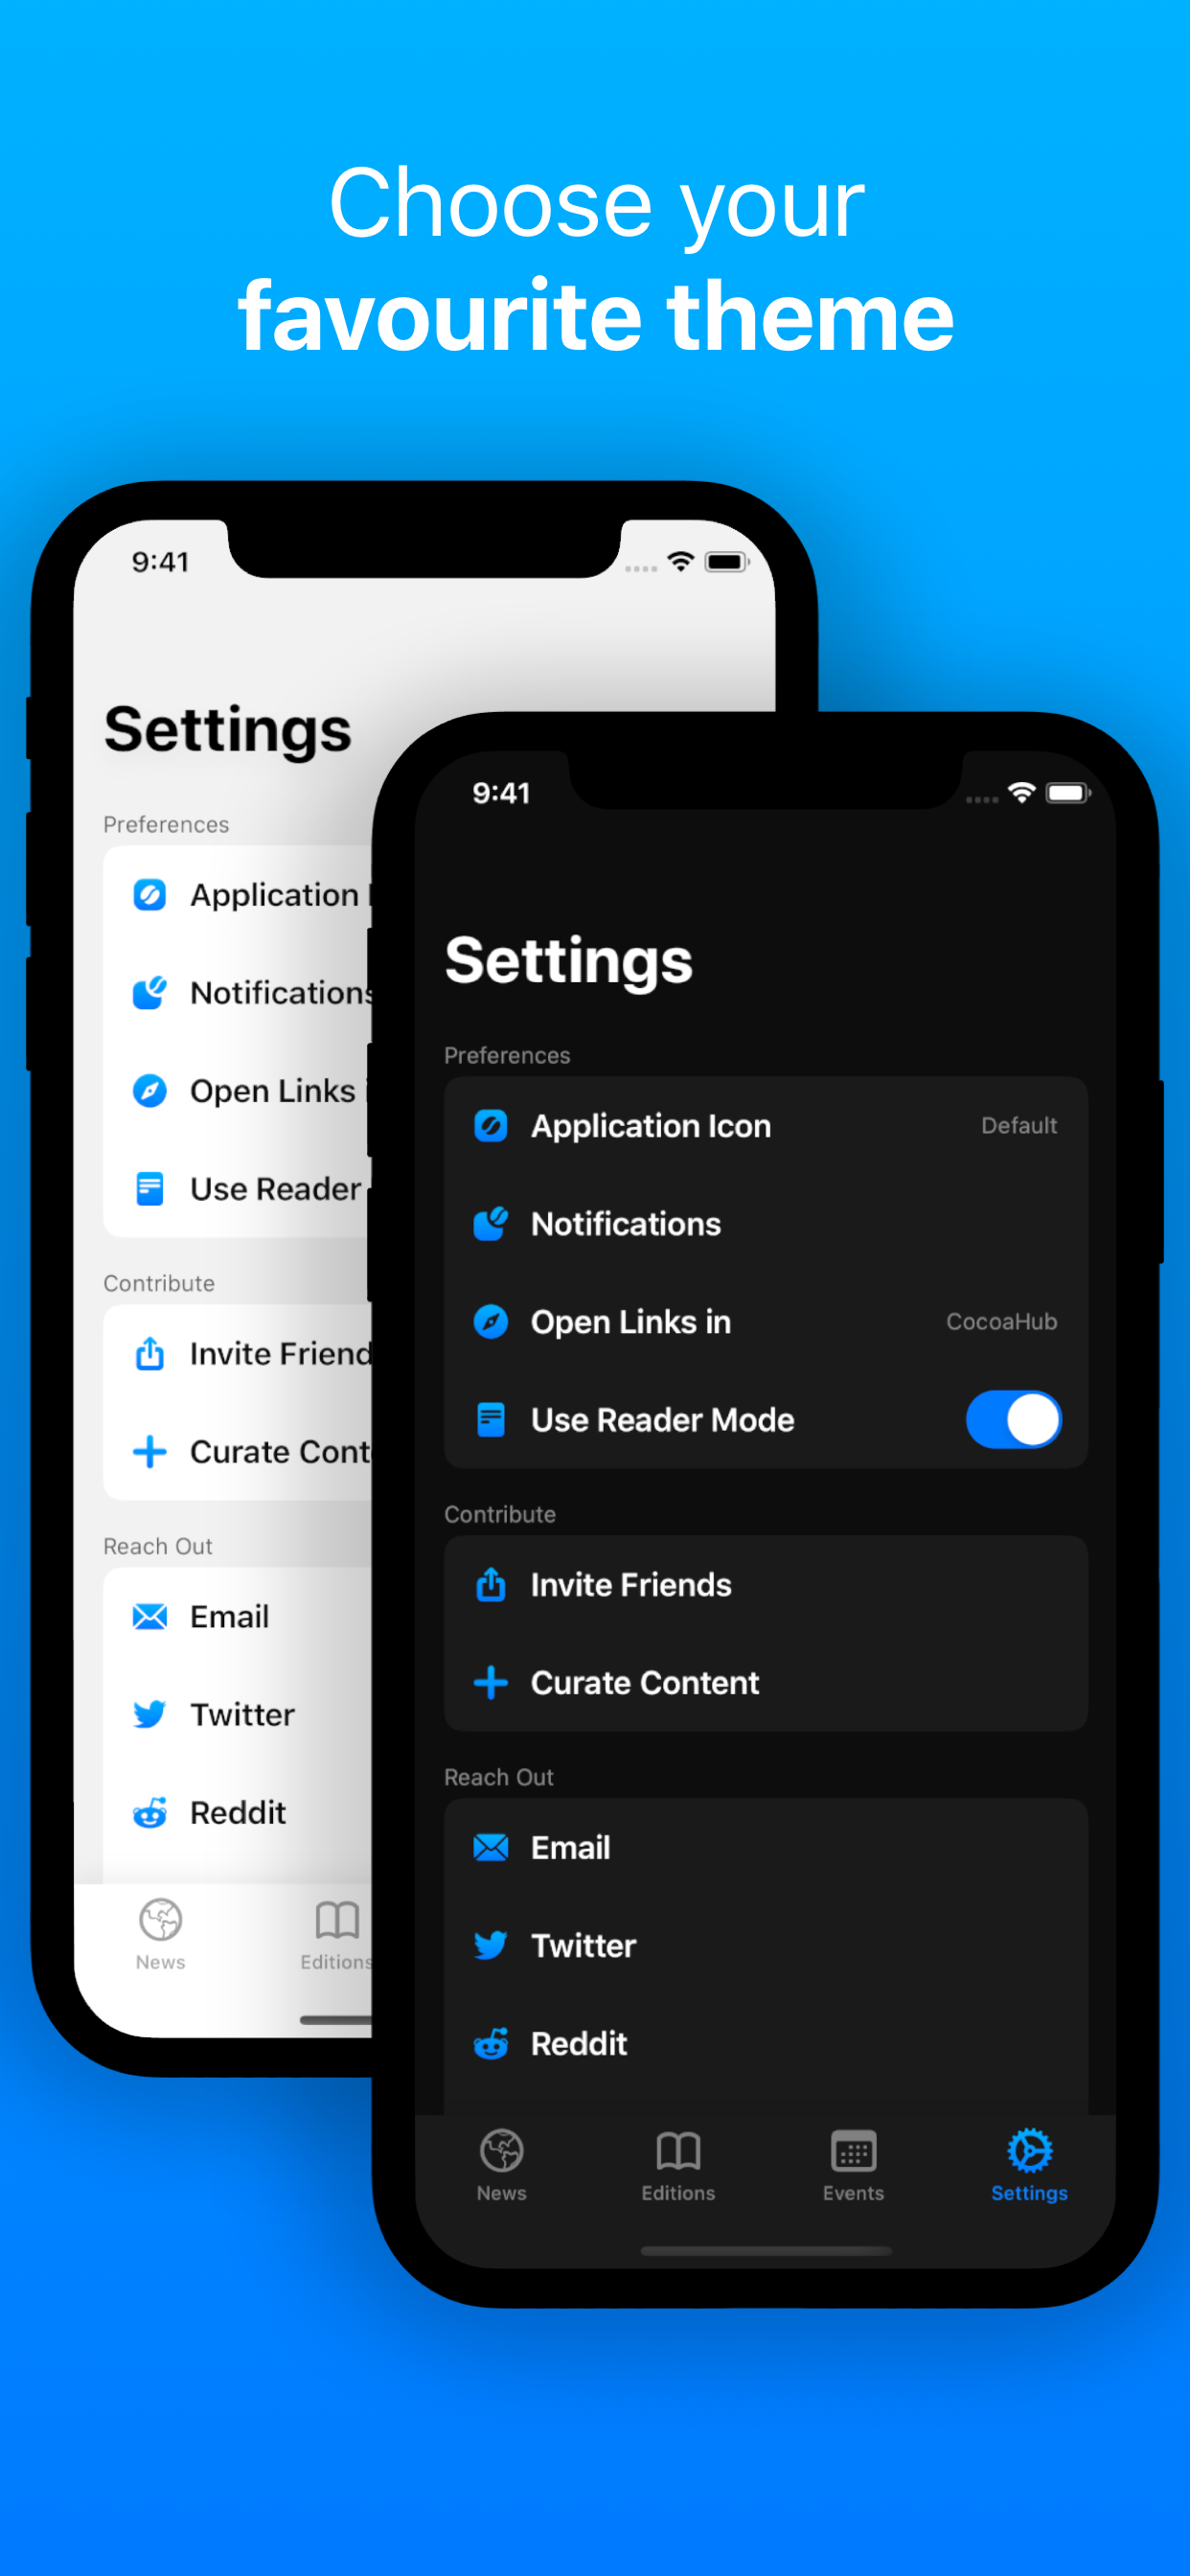 Choose your
favourite theme
9:41
Settings
Preferences
Application
Notifications
Open Links
Use Reader
Contribute
Invite Friend
Curate Cont
Reach Out
Email
Twitter
Reddit
News
Editions
9:41
Settings
Preferences
Application Icon
Default
Notifications
Open Links in
CocoaHub
Use Reader Mode
Contribute
Invite Friends
Curate Content
Reach Out
Email
Twitter
Reddit
News
Editions
Events
Settings